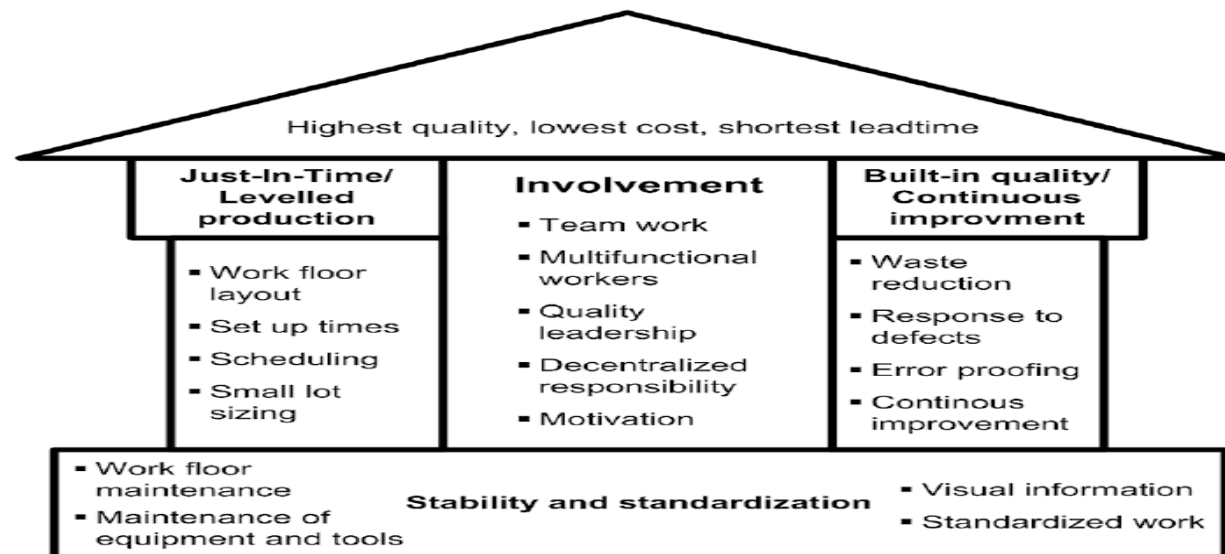 Highest quality, lowest cost, shortest leadtime
Just-In-Time/
Levelled
production
▪ Work floor
layout
▪ Set up times
▪ Scheduling
▪ Small lot
sizing
Involvement
▪ Team work
▪ Multifunctional
workers
▪ Quality
leadership
▪ Decentralized
responsibility
▪ Motivation
Built-in quality/
Continuous
improvment
▪ Waste
reduction
▪ Response to
defects
▪ Error proofing
▪ Continous
improvement
▪ Work floor
maintenance
▪ Maintenance of
equipment and tools
Stability and standardization
▪ Visual information
▪ Standardized work